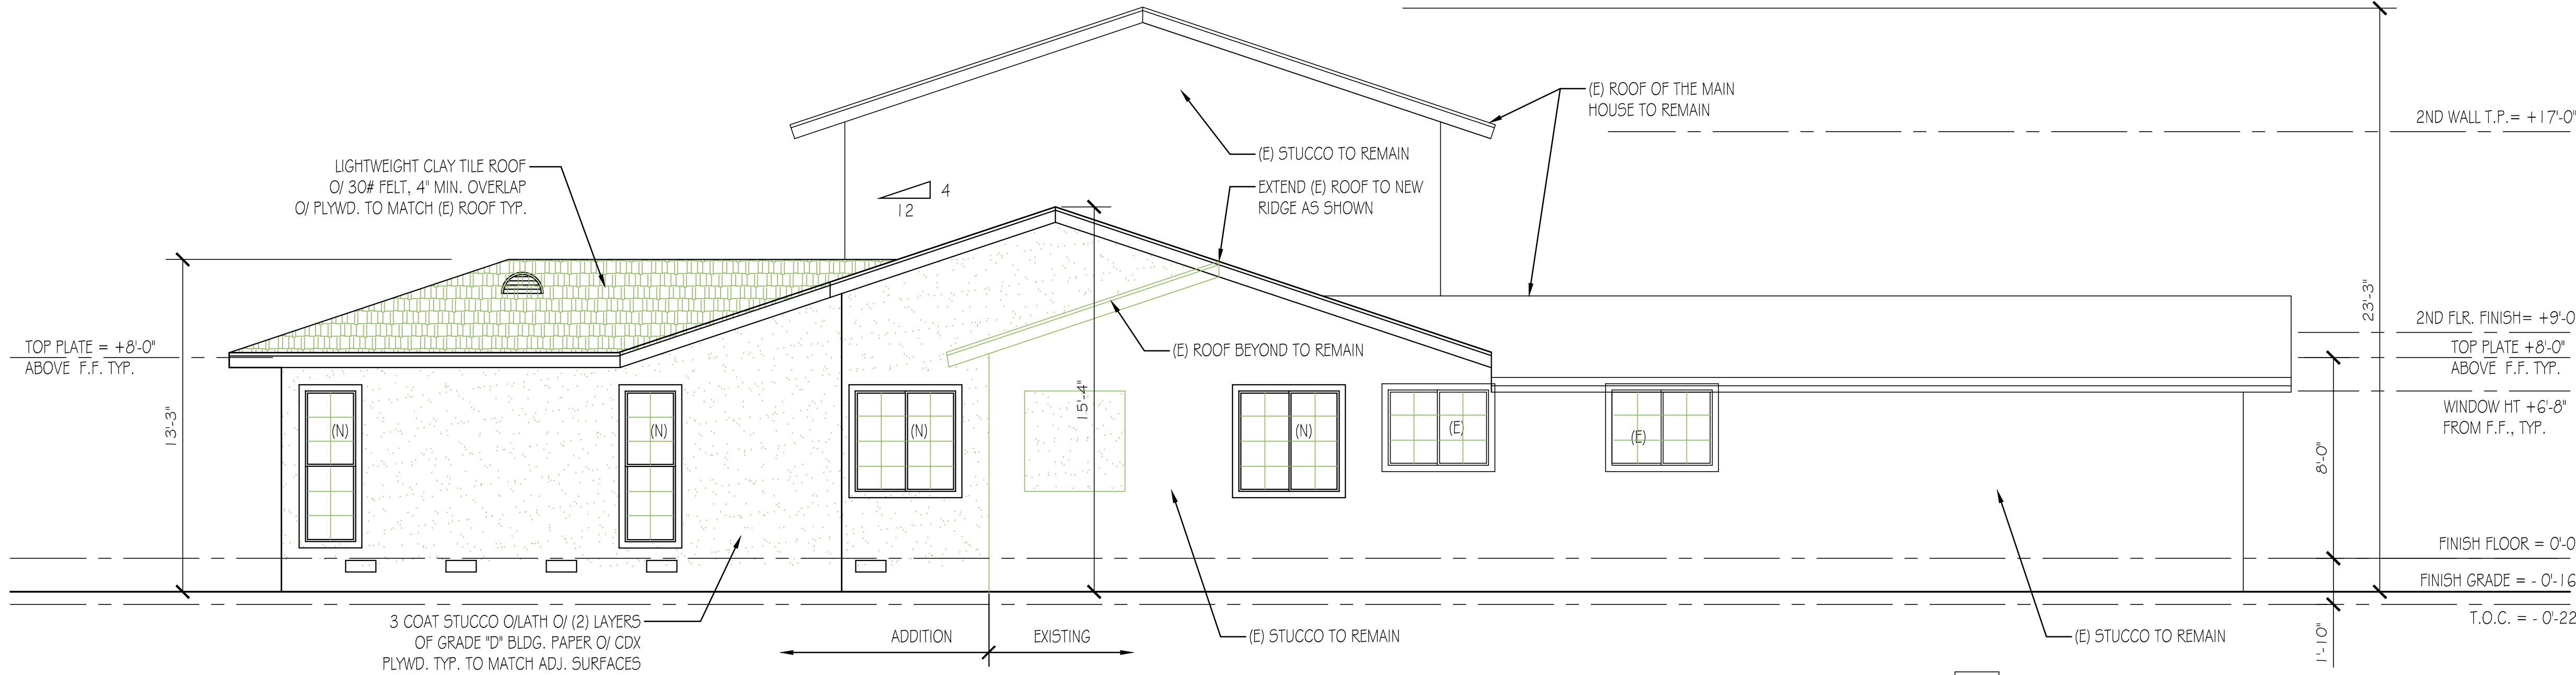 (E) ROOF OF THE MAIN
HOUSE TO REMAIN
2ND WALL T.P.= +17'-0"
(E) STUCCO TO REMAIN
LIGHTWEIGHT CLAY TILE ROOF
O/ 30# FELT, 4" MIN. OVERLAP
O/ PLYWD. TO MATCH (E) ROOF TYP.
4
12
EXTEND (E) ROOF TO NEW
RIDGE AS SHOWN
23'-3"
2ND FLR. FINISH= +9'-0
TOP PLATE = +8'-0"
ABOVE F.F. TYP.
(E) ROOF BEYOND TO REMAIN
TOP PLATE +8'-0"
ABOVE F.F. TYP.
13'-3"
15'-4"
WINDOW HT +6'-8"
FROM F.F., TYP.
(N)
(N)
(N)
(N)
(E)
(E)
8'-0"
FINISH FLOOR = 0'-0
FINISH GRADE = - 0'-16
T.O.C. = - 0'-22
1'-10"
3 COAT STUCCO O/LATH O/ (2) LAYERS
OF GRADE "D" BLDG. PAPER O/ CDX
PLYWD. TYP. TO MATCH ADJ. SURFACES
ADDITION
EXISTING
(E) STUCCO TO REMAIN
(E) STUCCO TO REMAIN